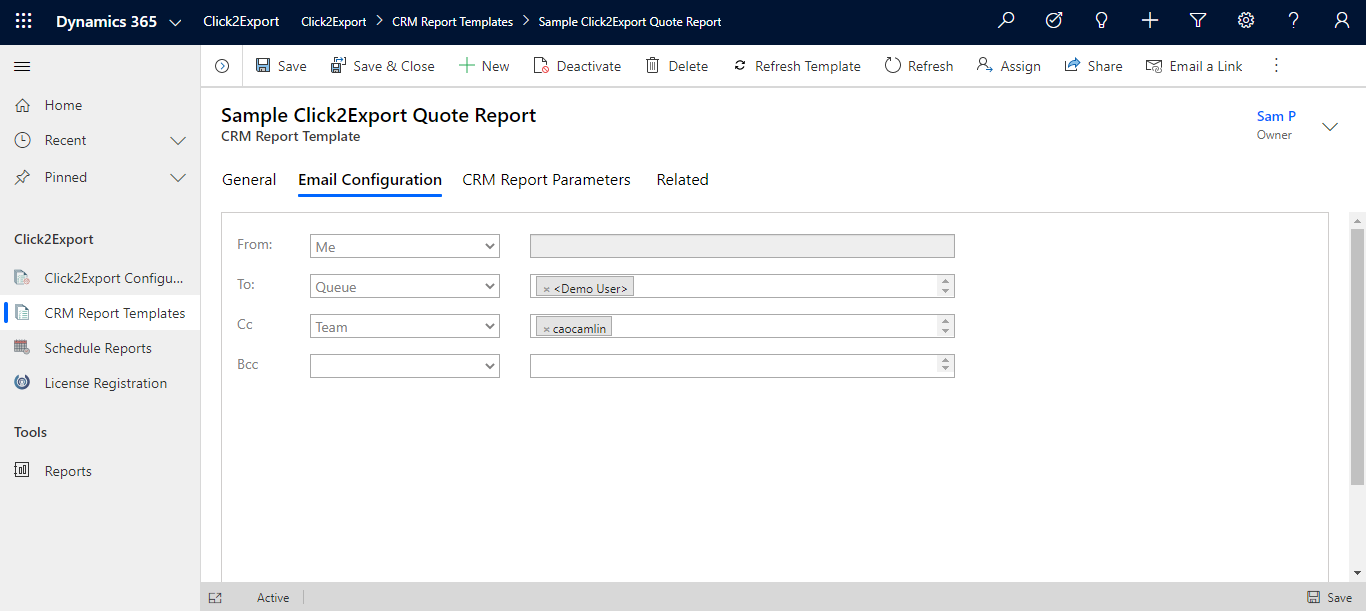 Dynamics 365 Click2Export Click2Export > CRM Report Templates > Sample Click2Export Quote Report
Save Save & Close New Deactivate Delete Refresh Template Refresh Assign Share Email a Link
Home
Recent
Pinned
Click2Export
Click2Export Configu...
CRM Report Templates
Schedule Reports
License Registration
Tools
Reports
Sample Click2Export Quote Report
CRM Report Template
Sam P
Owner
General Email Configuration CRM Report Parameters Related
From: Me
To: Queue × <Demo User>
Cc Team × caocamlin
Bcc
Active Save